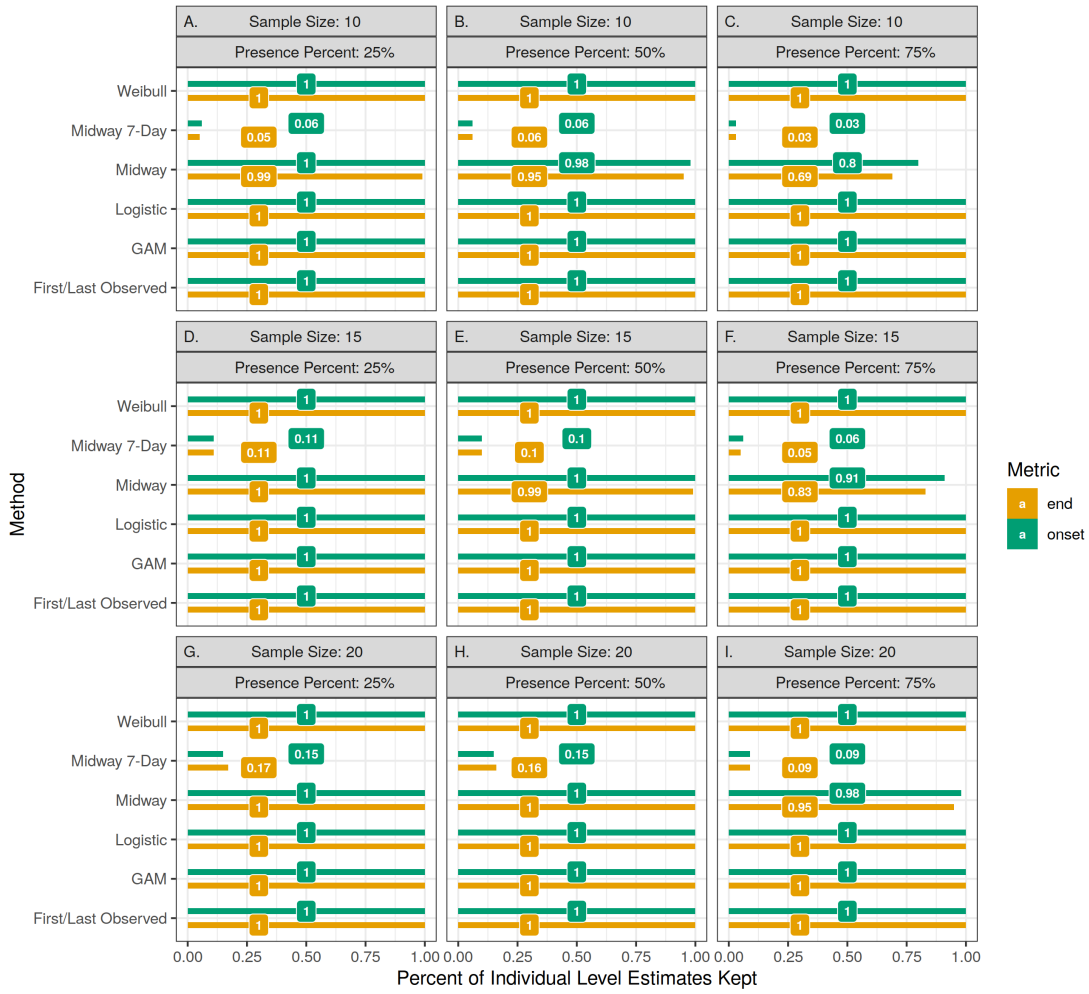 A. Sample Size: 10
Presence Percent: 25%
B. Sample Size: 10
Presence Percent: 50%
C. Sample Size: 10
Presence Percent: 75%
Weibull
1 1 1
1 1 1
Midway 7-Day
0.06 0.06 0.03
0.05 0.06 0.03
Midway
1 0.98 0.8
0.99 0.95 0.69
Logistic
1 1 1
1 1 1
GAM
1 1 1
1 1 1
First/Last Observed
1 1 1
1 1 1
D. Sample Size: 15
Presence Percent: 25%
E. Sample Size: 15
Presence Percent: 50%
F. Sample Size: 15
Presence Percent: 75%
Weibull
1 1 1
1 1 1
Midway 7-Day
0.11 0.1 0.06
0.11 0.1 0.05
Midway
1 1 0.91
1 0.99 0.83
Logistic
1 1 1
1 1 1
GAM
1 1 1
1 1 1
First/Last Observed
1 1 1
1 1 1
G. Sample Size: 20
Presence Percent: 25%
H. Sample Size: 20
Presence Percent: 50%
I. Sample Size: 20
Presence Percent: 75%
Weibull
1 1 1
1 1 1
Midway 7-Day
0.15 0.15 0.09
0.17 0.16 0.09
Midway
1 1 0.98
1 1 0.95
Logistic
1 1 1
1 1 1
GAM
1 1 1
1 1 1
First/Last Observed
1 1 1
1 1 1
0.00 0.25 0.50 0.75 1.00 0.00 0.25 0.50 0.75 1.00 0.00 0.25 0.50 0.75 1.00
Percent of Individual Level Estimates Kept
Method
Metric
a end
a onset